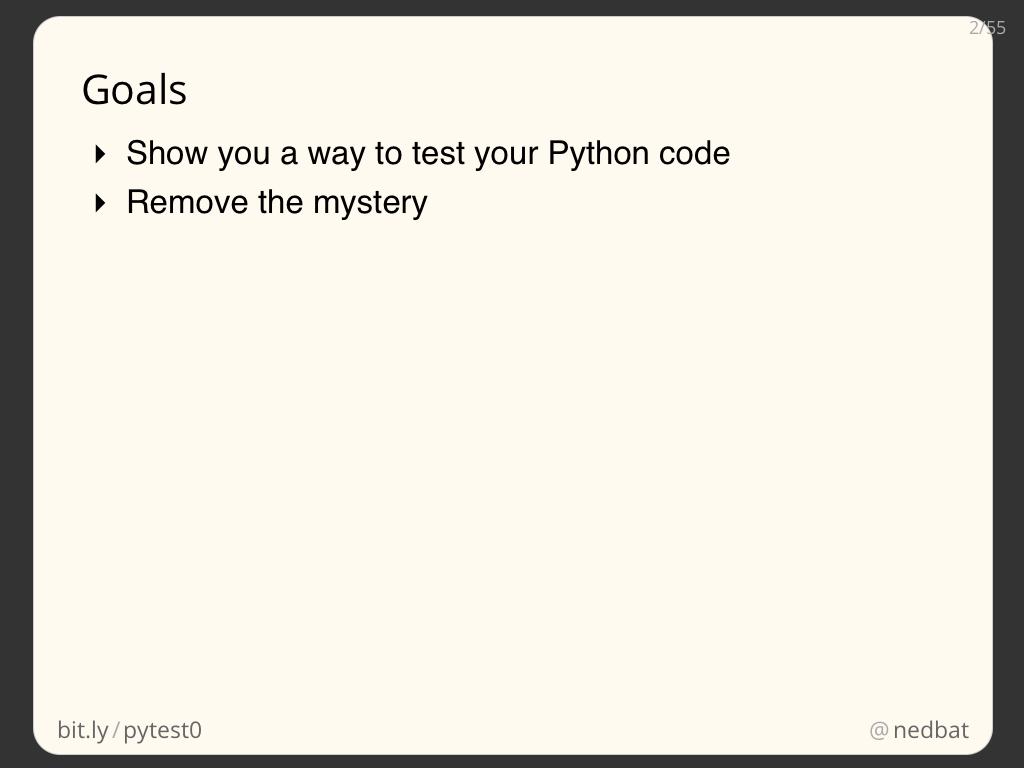 2/55
Goals
Show you a way to test your Python code
Remove the mystery
bit.ly/pytest0
@nedbat